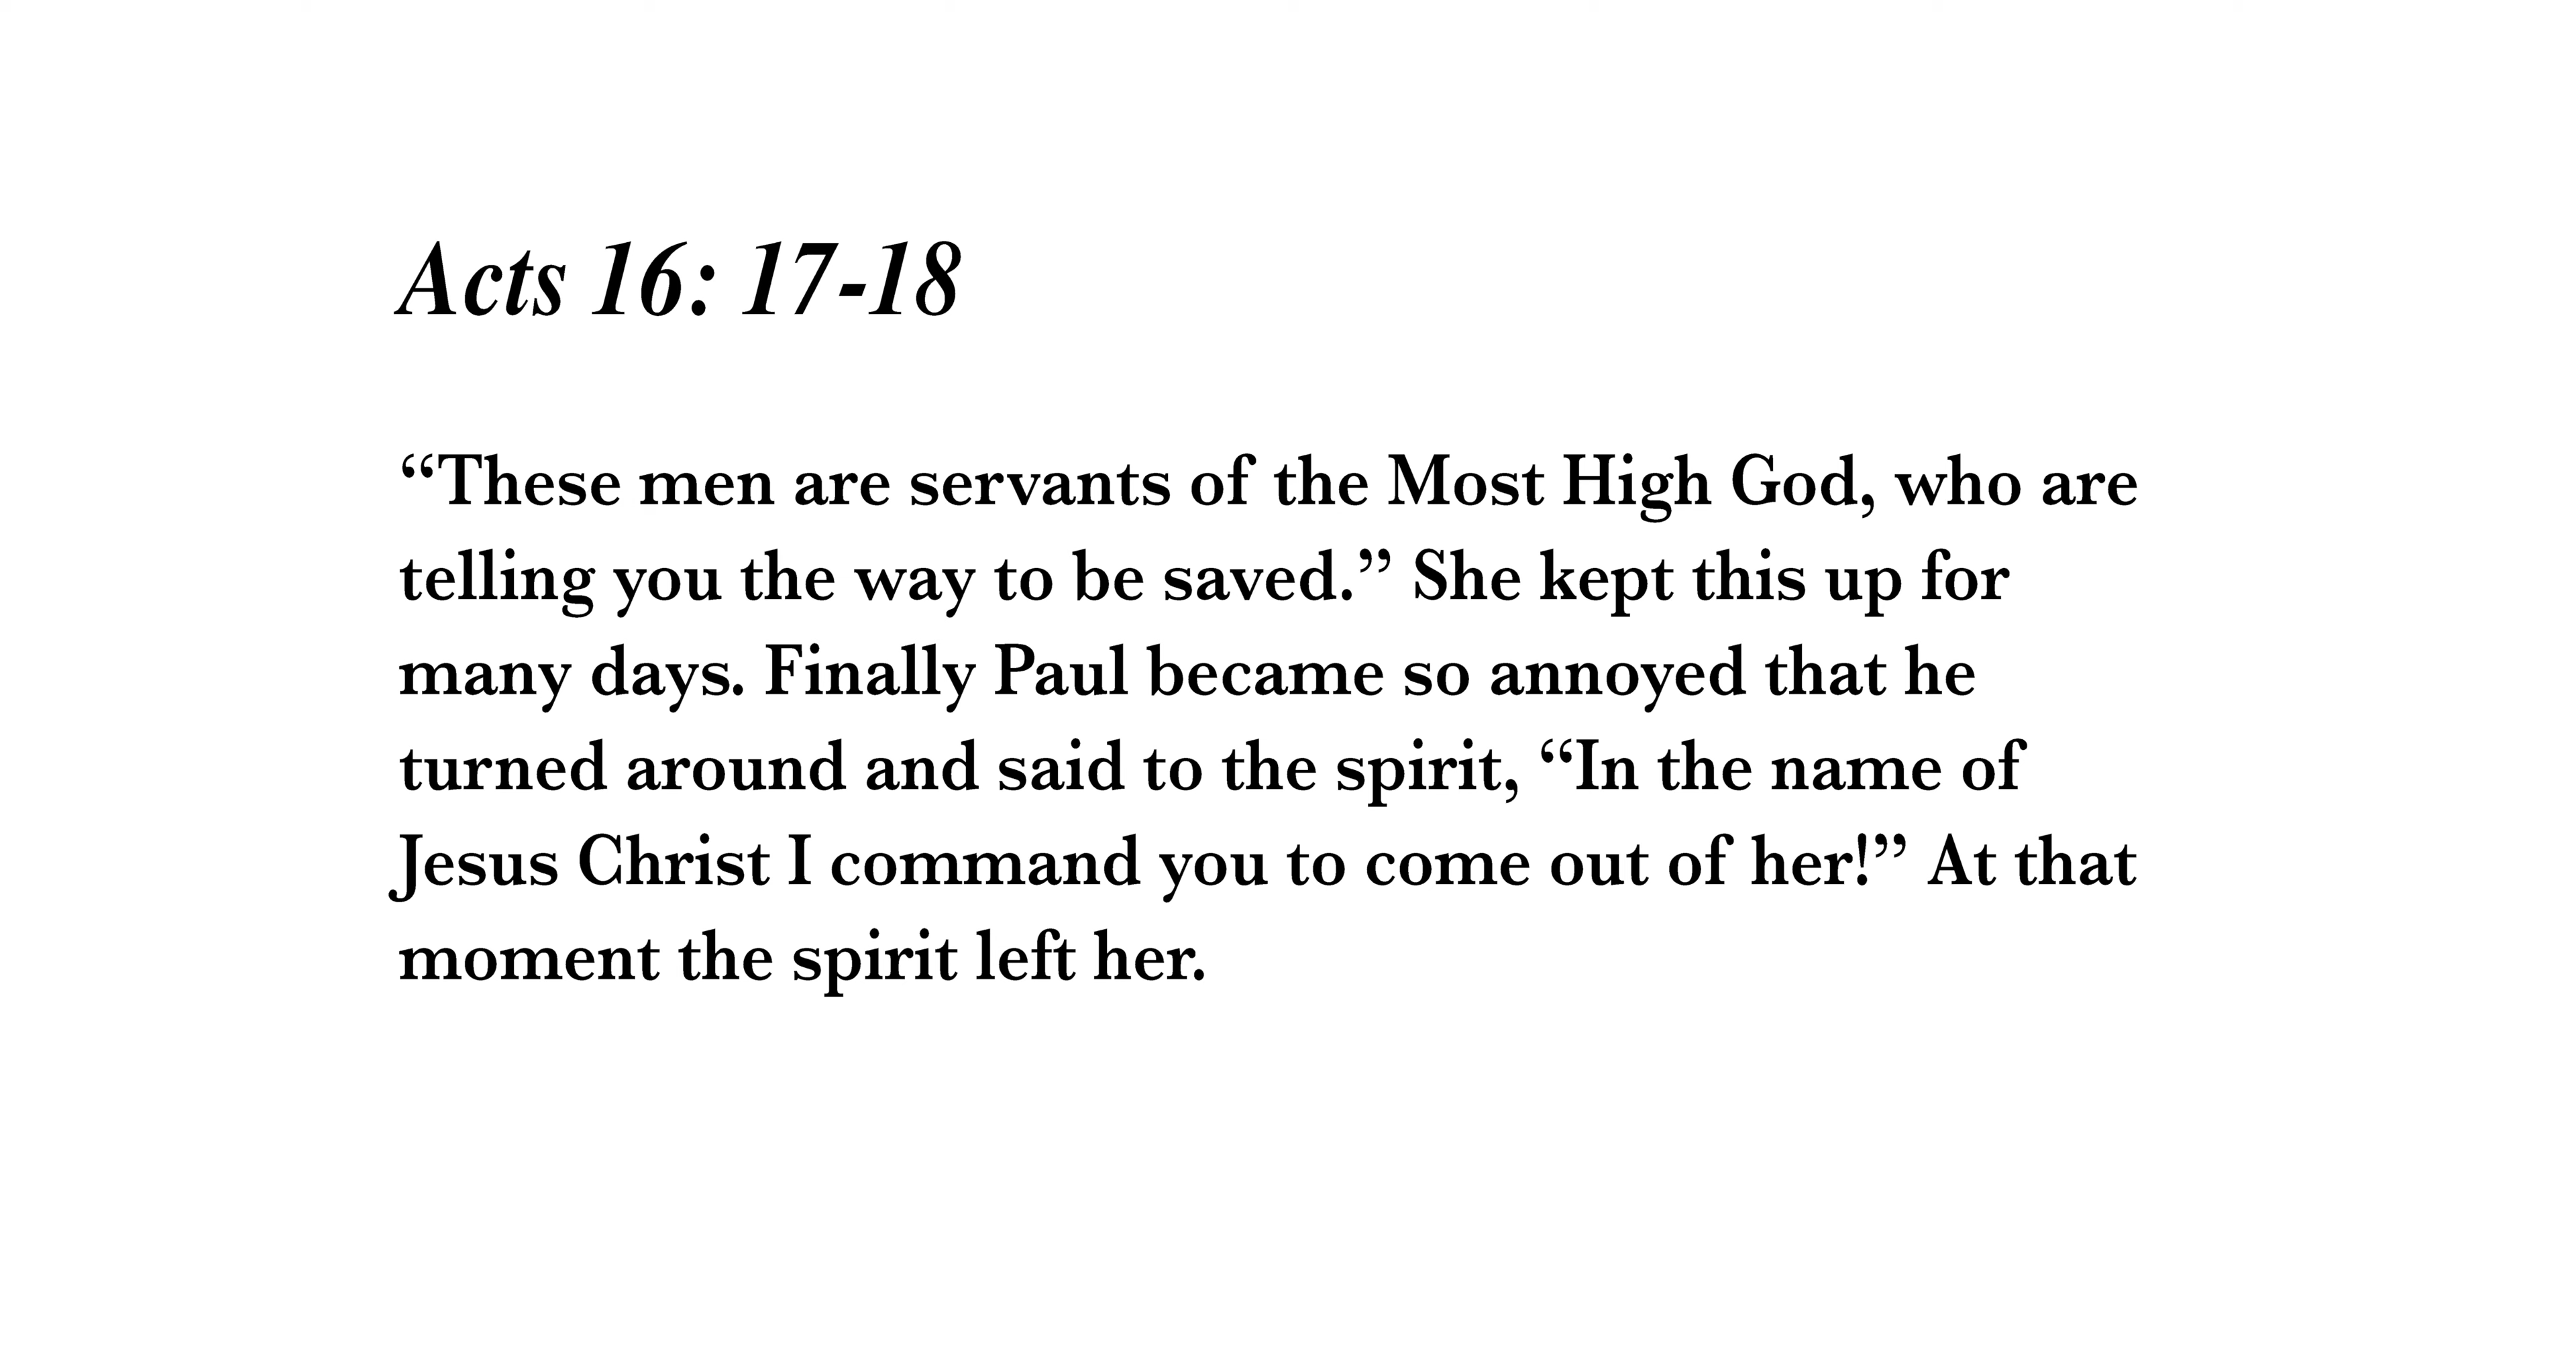 Acts 16: 17-18
“These men are servants of the Most High God, who are
telling you the way to be saved.” She kept this up for
many days. Finally Paul became so annoyed that he
turned around and said to the spirit, “In the name of
Jesus Christ I command you to come out of her!” At that
moment the spirit left her.